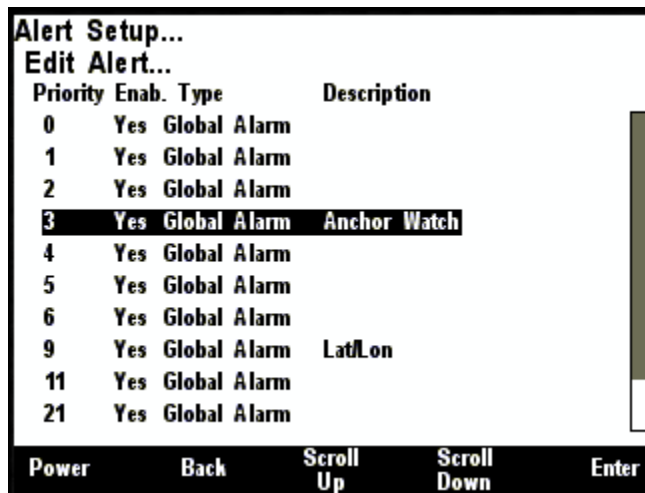 Alert Setup...
Edit Alert...
Priority Enab. Type Description
0 Yes Global Alarm
1 Yes Global Alarm
2 Yes Global Alarm
3 Yes Global Alarm Anchor Watch
4 Yes Global Alarm
5 Yes Global Alarm
6 Yes Global Alarm
9 Yes Global Alarm Lat/Lon
11 Yes Global Alarm
21 Yes Global Alarm
Power Back Scroll Up Scroll Down Enter